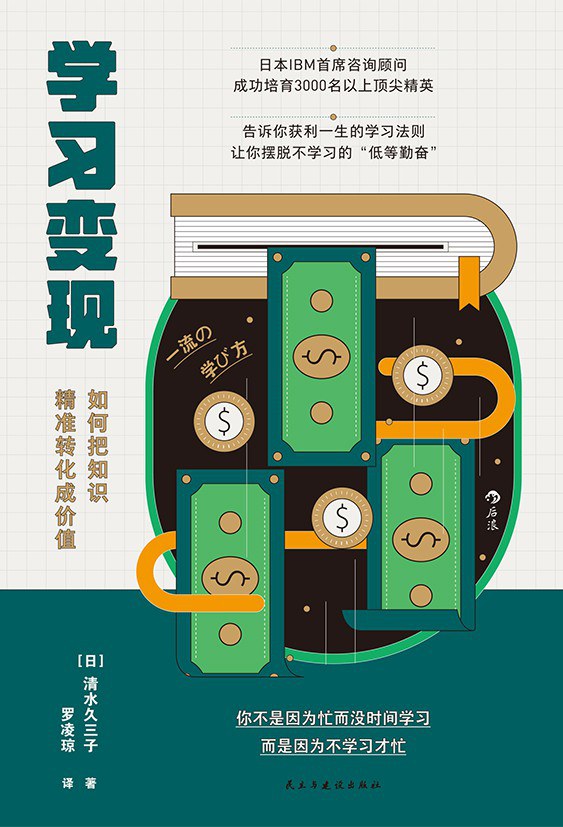 学习变现
日本IBM首席咨询顾问
成功培育3000名以上顶尖精英
告诉你获利一生的学习法则
让你摆脱不学习的“低等勤奋”
一流の
学び方
如何把知识
精准转化成价值
$
$
$
$
$
$
后浪
[日] 清水久三子 著
罗凌琼 译
你不是因为忙而没时间学习
而是因为不学习才忙
民主与建设出版社